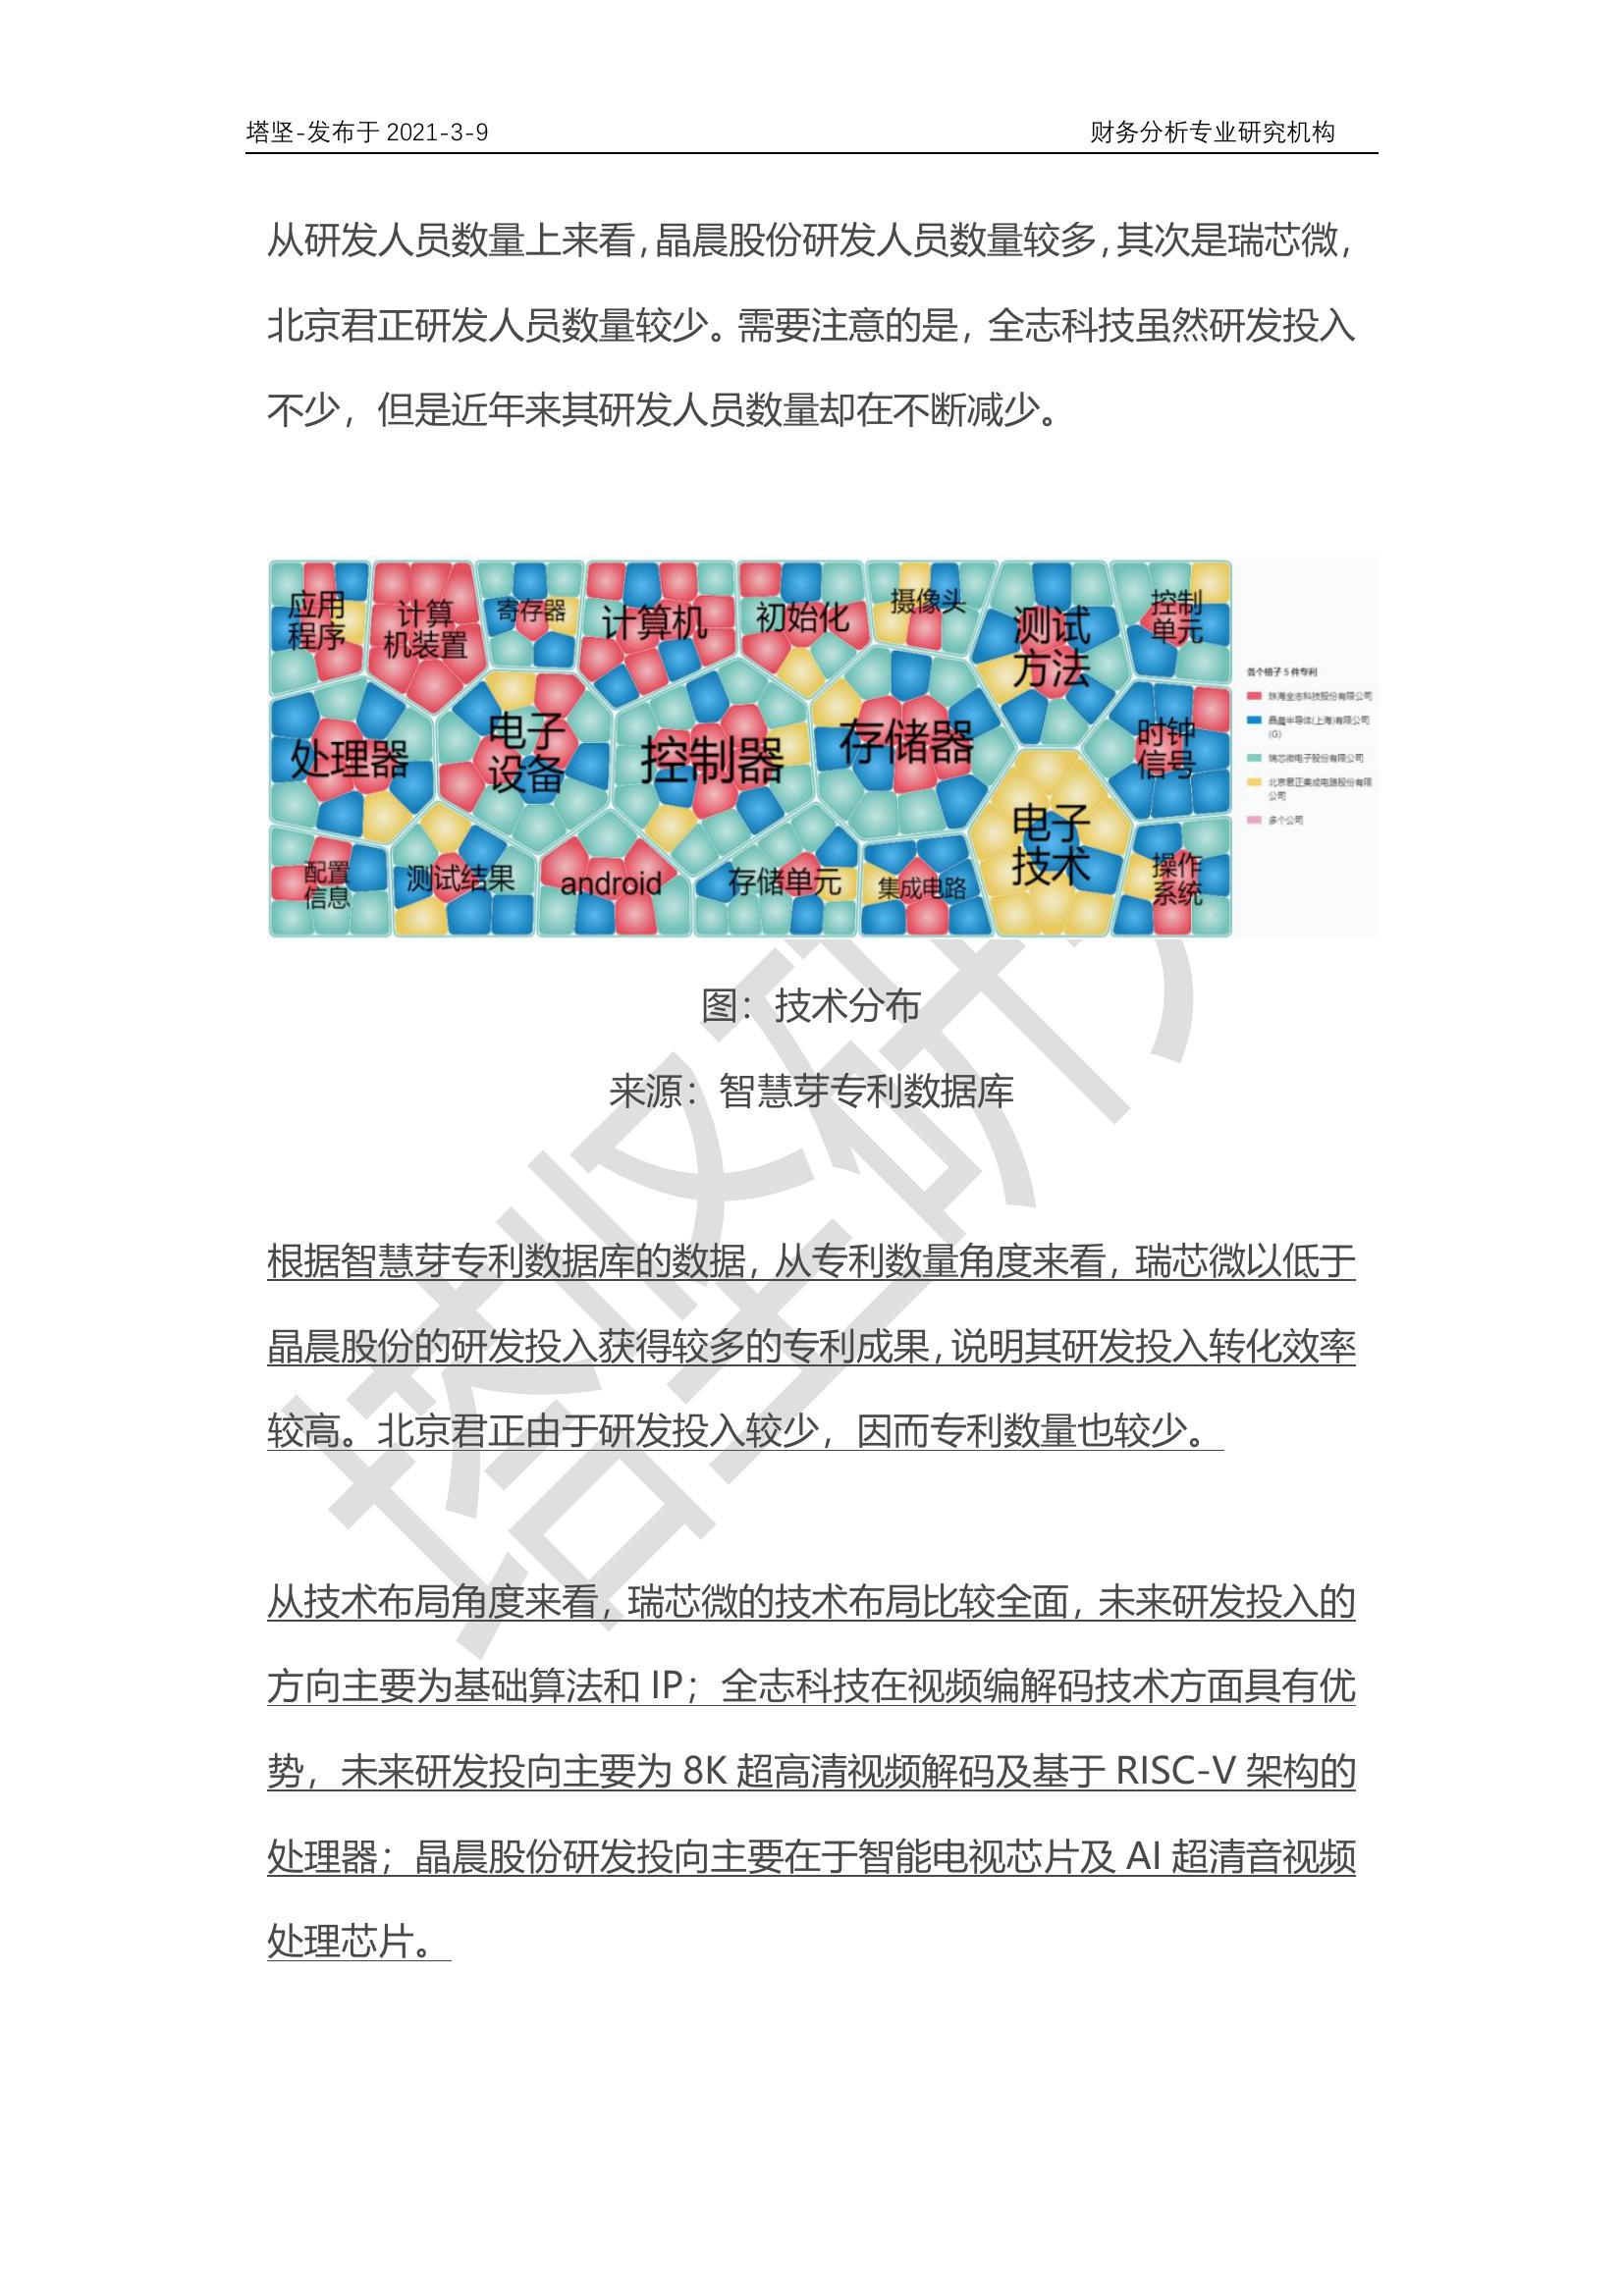 塔坚-发布于 2021-3-9 财务分析专业研究机构
从研发人员数量上来看，晶晨股份研发人员数量较多，其次是瑞芯微，
北京君正研发人员数量较少。需要注意的是，全志科技虽然研发投入
不少，但是近年来其研发人员数量却在不断减少。
应用
程序
计算
机装置
寄存器
计算机
初始化
摄像头
测试
方法
控制
单元
处理器
电子
设备
控制器
存储器
时钟
信号
电子
技术
配置
信息
测试结果
android
存储单元
集成电路
操作
系统
各个格子 5 件专利
珠海全志科技股份有限公司
晶晨半导体(上海)有限公司
(G)
瑞芯微电子股份有限公司
北京君正集成电路股份有限
公司
多个公司
图：技术分布
来源：智慧芽专利数据库
根据智慧芽专利数据库的数据，从专利数量角度来看，瑞芯微以低于
晶晨股份的研发投入获得较多的专利成果，说明其研发投入转化效率
较高。北京君正由于研发投入较少，因而专利数量也较少。
从技术布局角度来看，瑞芯微的技术布局比较全面，未来研发投入的
方向主要为基础算法和 IP；全志科技在视频编解码技术方面具有优
势，未来研发投向主要为 8K 超高清视频解码及基于 RISC-V 架构的
处理器；晶晨股份研发投向主要在于智能电视芯片及 AI 超清音视频
处理芯片。
塔坚研